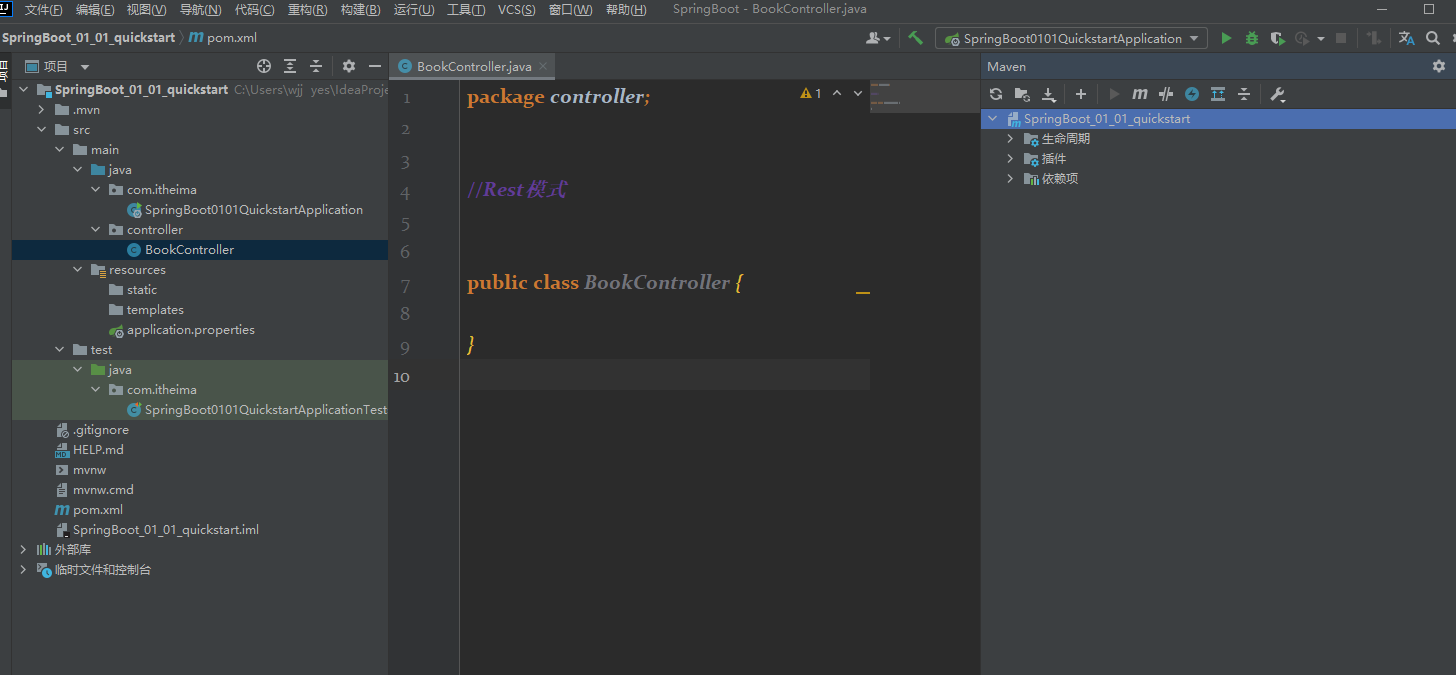 文件(F) 编辑(E) 视图(V) 导航(N) 代码(C) 重构(R) 构建(B) 运行(U) 工具(T) VCS(S) 窗口(W) 帮助(H) SpringBoot - BookController.java
SpringBoot_01_01_quickstart pom.xml SpringBoot0101QuickstartApplication
项目
BookController.java
Maven
SpringBoot_01_01_quickstart C:\Users\wjj yes\IdeaProje
.mvn
src
main
java
com.itheima
SpringBoot0101QuickstartApplication
controller
BookController
resources
static
templates
application.properties
test
java
com.itheima
SpringBoot0101QuickstartApplicationTest
.gitignore
HELP.md
mvnw
mvnw.cmd
pom.xml
SpringBoot_01_01_quickstart.iml
外部库
临时文件和控制台
1 package controller;
2
3
4 //Rest模式
5
6
7 public class BookController {
8
9 }
10
1
SpringBoot_01_01_quickstart
生命周期
插件
依赖项